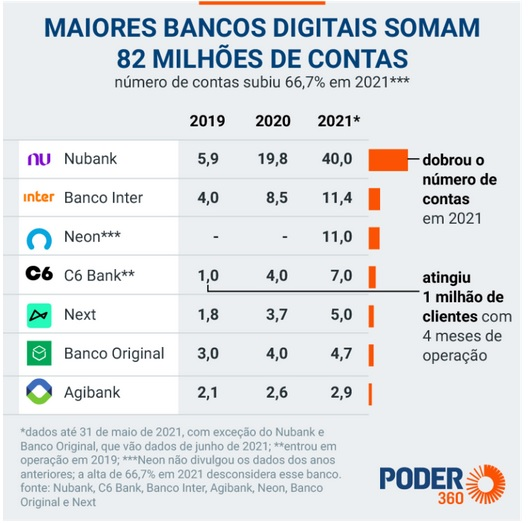 MAIORES BANCOS DIGITAIS SOMAM
82 MILHÕES DE CONTAS
número de contas subiu 66,7% em 2021***
2019 2020 2021*
nu Nubank 5,9 19,8 40,0
inter Banco Inter 4,0 8,5 11,4
Neon*** - - 11,0
C6 C6 Bank** 1,0 4,0 7,0
Next 1,8 3,7 5,0
Banco Original 3,0 4,0 4,7
Agibank 2,1 2,6 2,9
dobrou o
número de
contas
em 2021
atingiu
1 milhão de
clientes com
4 meses de
operação
*dados até 31 de maio de 2021, com exceção do Nubank e
Banco Original, que vão dados de junho de 2021; **entrou em
operação em 2019; ***Neon não divulgou os dados dos anos
anteriores; a alta de 66,7% em 2021 desconsidera esse banco.
fonte: Nubank, C6 Bank, Banco Inter, Agibank, Neon, Banco
Original e Next
PODER
360